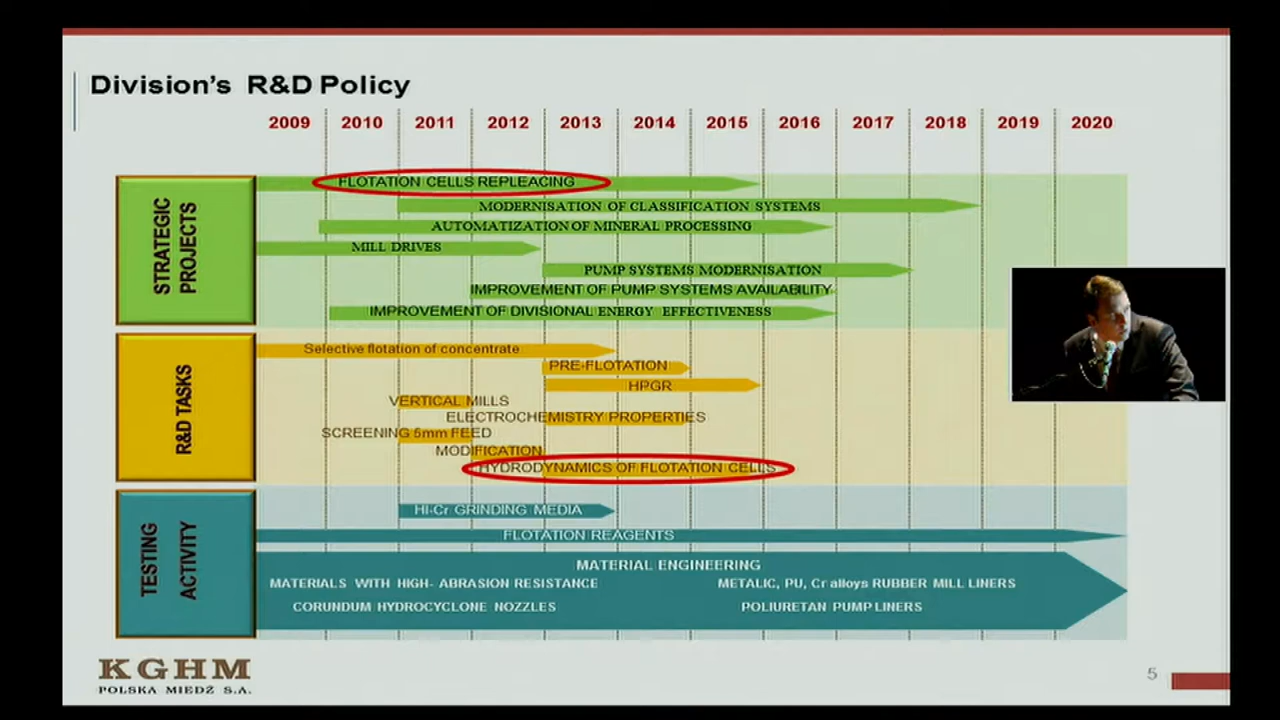 Division's R&D Policy
2009 2010 2011 2012 2013 2014 2015 2016 2017 2018 2019 2020
STRATEGIC
PROJECTS
FLOTATION CELLS REPLEACING
MODERNISATION OF CLASSIFICATION SYSTEMS
AUTOMATIZATION OF MINERAL PROCESSING
MILL DRIVES
PUMP SYSTEMS MODERNISATION
IMPROVEMENT OF PUMP SYSTEMS AVAILABILITY
IMPROVEMENT OF DIVISIONAL ENERGY EFFECTIVENESS
R&D TASKS
Selective flotation of concentrate
PRE-FLOTATION
HPGR
VERTICAL MILLS
ELECTROCHEMISTRY PROPERTIES
SCREENING 5mm FEED
MODIFICATION
HYDRODYNAMICS OF FLOTATION CELLS
TESTING
ACTIVITY
HI-Cr GRINDING MEDIA
FLOTATION REAGENTS
MATERIAL ENGINEERING
MATERIALS WITH HIGH- ABRASION RESISTANCE METALIC, PU, Cr alloys RUBBER MILL LINERS
CORUNDUM HYDROCYCLONE NOZZLES POLIURETAN PUMP LINERS
KGHM
POLSKA MIEDŹ S.A.
5